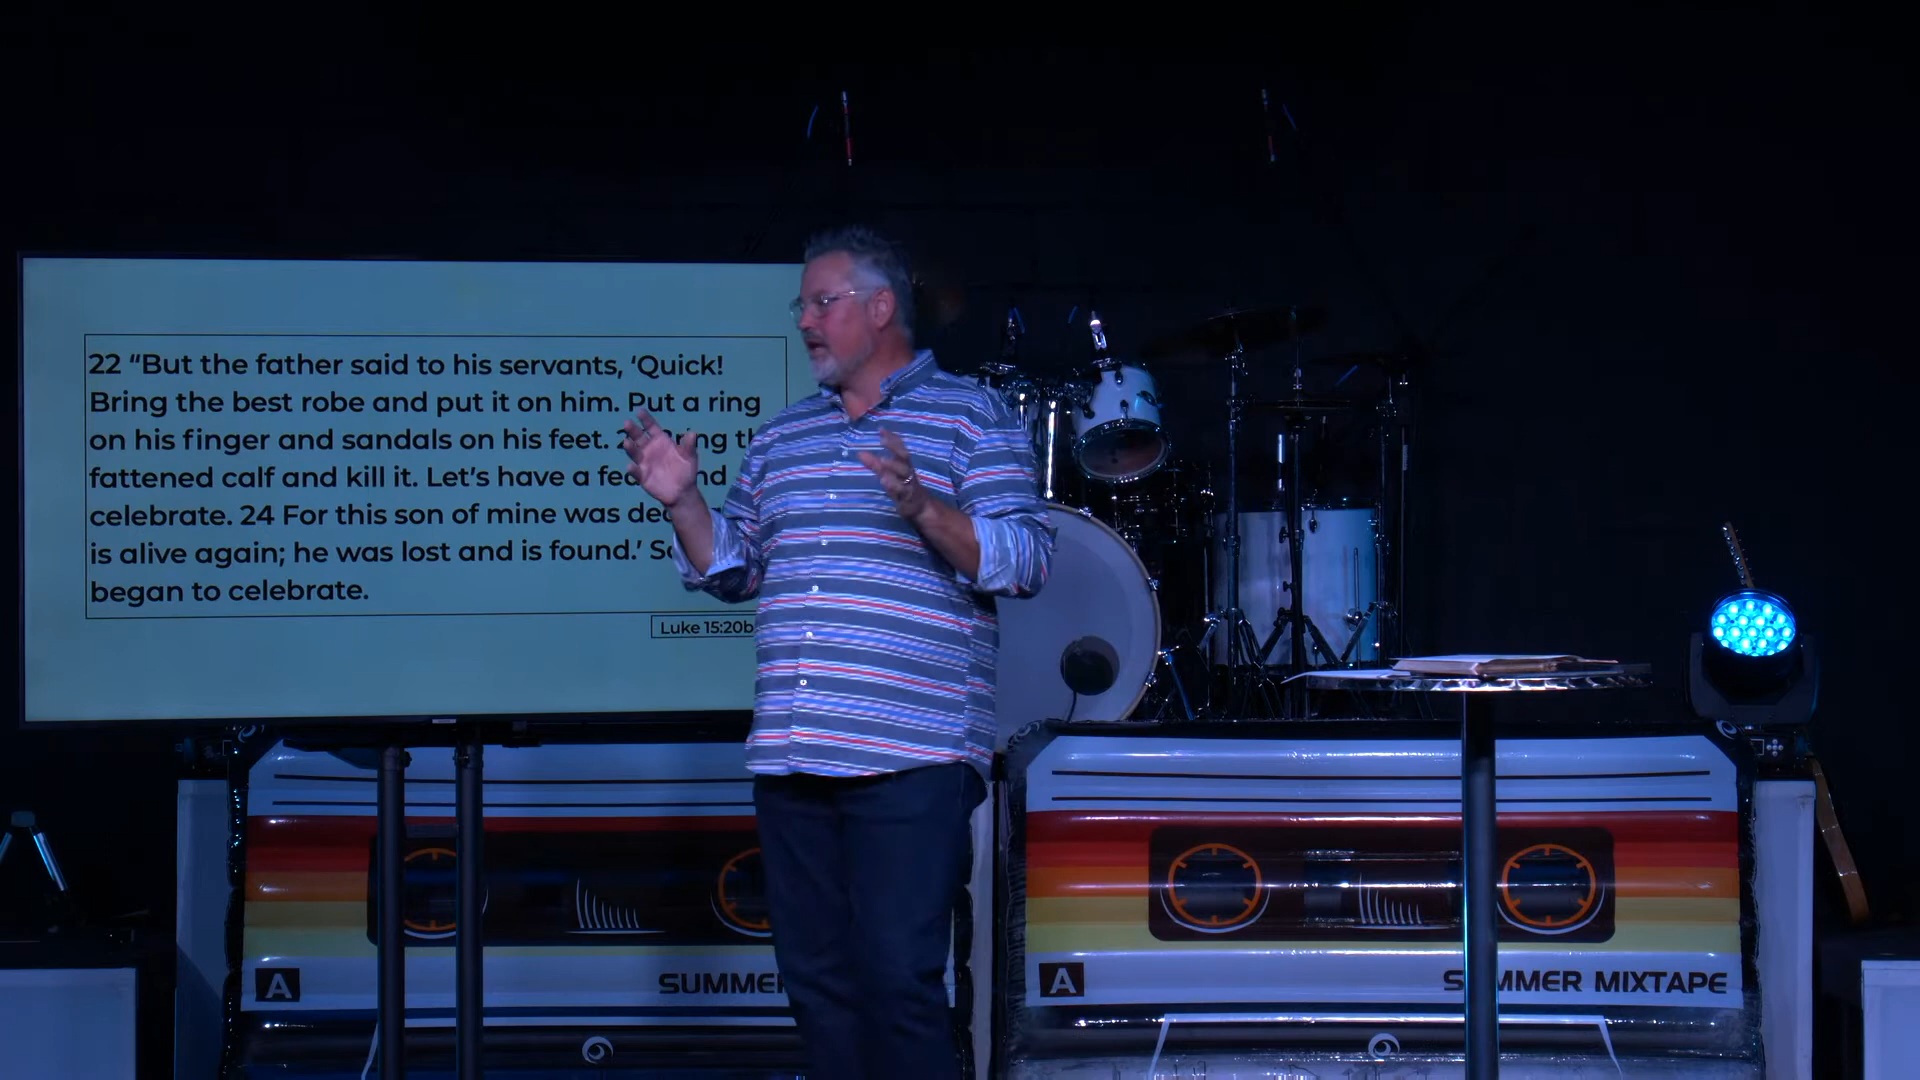 22 “But the father said to his servants, ‘Quick!
Bring the best robe and put it on him. Put a ring
on his finger and sandals on his feet.
fattened calf and kill it. Let’s have a
celebrate. 24 For this son of mine was
is alive again; he was lost and is found.’
began to celebrate.
Luke 15:20b
A
A
SUMMER MIXTAPE